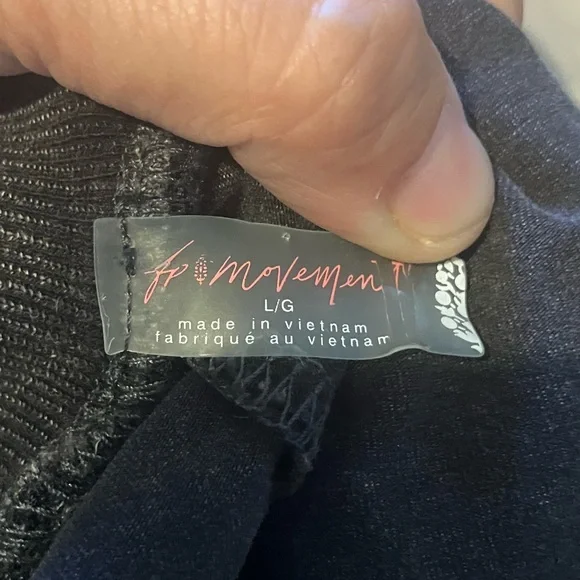 fp movement
L/G
made in vietnam
fabriqué au vietnam